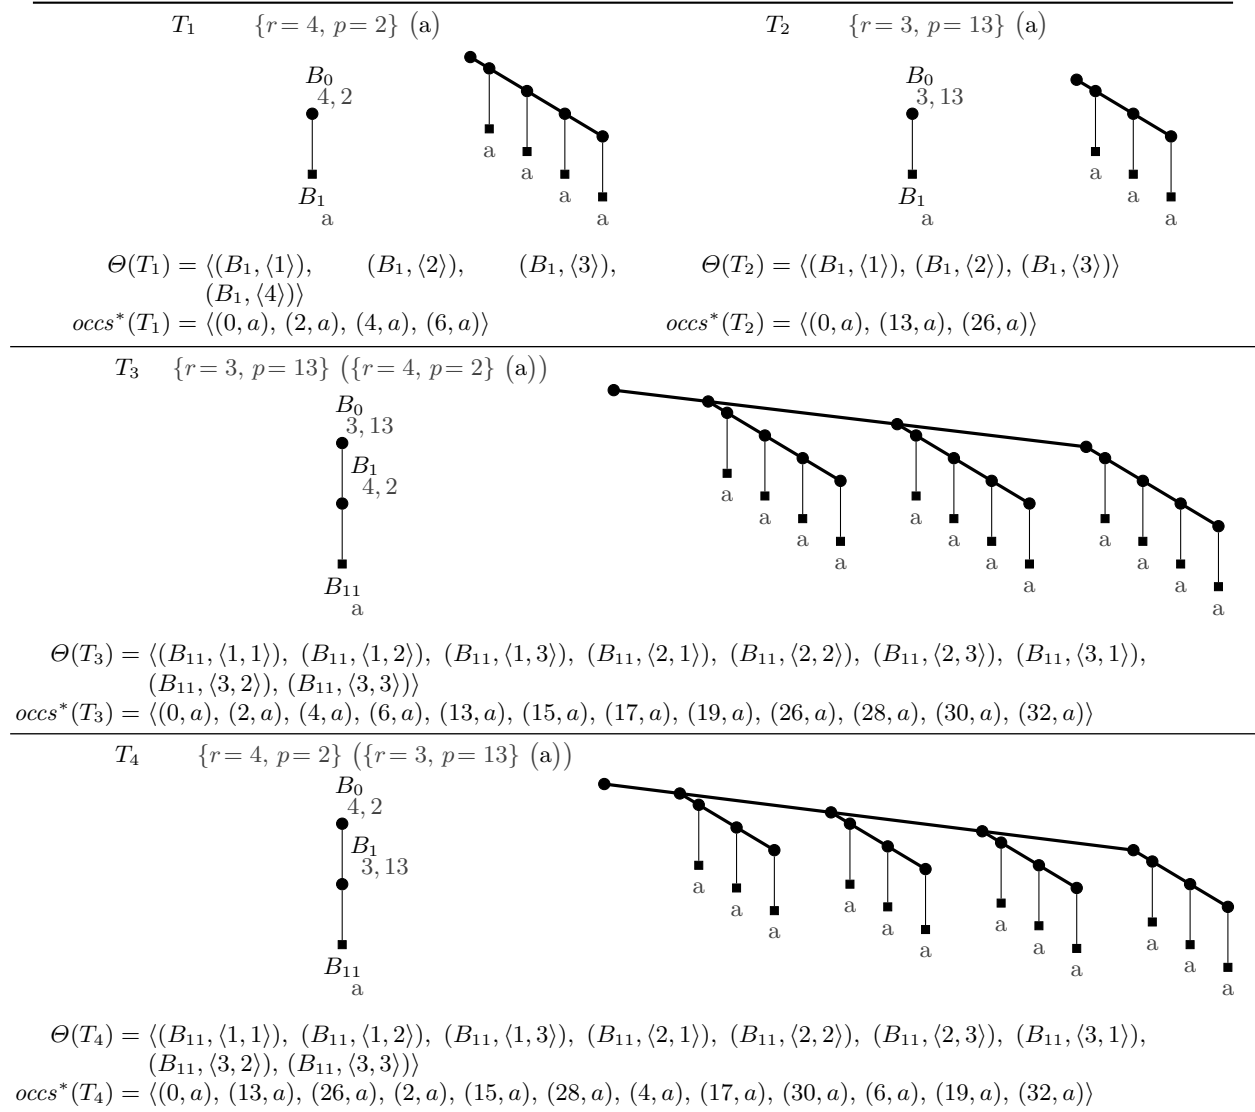 T₁ {r = 4, p = 2} (a)
B₀
4, 2
B₁
a
a
a
a
a
Θ(T₁) = ⟨(B₁, ⟨1⟩), (B₁, ⟨2⟩), (B₁, ⟨3⟩),
(B₁, ⟨4⟩)⟩
occs*(T₁) = ⟨(0, a), (2, a), (4, a), (6, a)⟩
T₂ {r = 3, p = 13} (a)
B₀
3, 13
B₁
a
a
a
a
Θ(T₂) = ⟨(B₁, ⟨1⟩), (B₁, ⟨2⟩), (B₁, ⟨3⟩)⟩
occs*(T₂) = ⟨(0, a), (13, a), (26, a)⟩
T₃ {r = 3, p = 13} ({r = 4, p = 2} (a))
B₀
3, 13
B₁
4, 2
B₁₁
a
a
a
a
a
a
a
a
a
a
a
a
a
Θ(T₃) = ⟨(B₁₁, ⟨1, 1⟩), (B₁₁, ⟨1, 2⟩), (B₁₁, ⟨1, 3⟩), (B₁₁, ⟨2, 1⟩), (B₁₁, ⟨2, 2⟩), (B₁₁, ⟨2, 3⟩), (B₁₁, ⟨3, 1⟩),
(B₁₁, ⟨3, 2⟩), (B₁₁, ⟨3, 3⟩)⟩
occs*(T₃) = ⟨(0, a), (2, a), (4, a), (6, a), (13, a), (15, a), (17, a), (19, a), (26, a), (28, a), (30, a), (32, a)⟩
T₄ {r = 4, p = 2} ({r = 3, p = 13} (a))
B₀
4, 2
B₁
3, 13
B₁₁
a
a
a
a
a
a
a
a
a
a
a
a
a
Θ(T₄) = ⟨(B₁₁, ⟨1, 1⟩), (B₁₁, ⟨1, 2⟩), (B₁₁, ⟨1, 3⟩), (B₁₁, ⟨2, 1⟩), (B₁₁, ⟨2, 2⟩), (B₁₁, ⟨2, 3⟩), (B₁₁, ⟨3, 1⟩),
(B₁₁, ⟨3, 2⟩), (B₁₁, ⟨3, 3⟩)⟩
occs*(T₄) = ⟨(0, a), (13, a), (26, a), (2, a), (15, a), (28, a), (4, a), (17, a), (30, a), (6, a), (19, a), (32, a)⟩